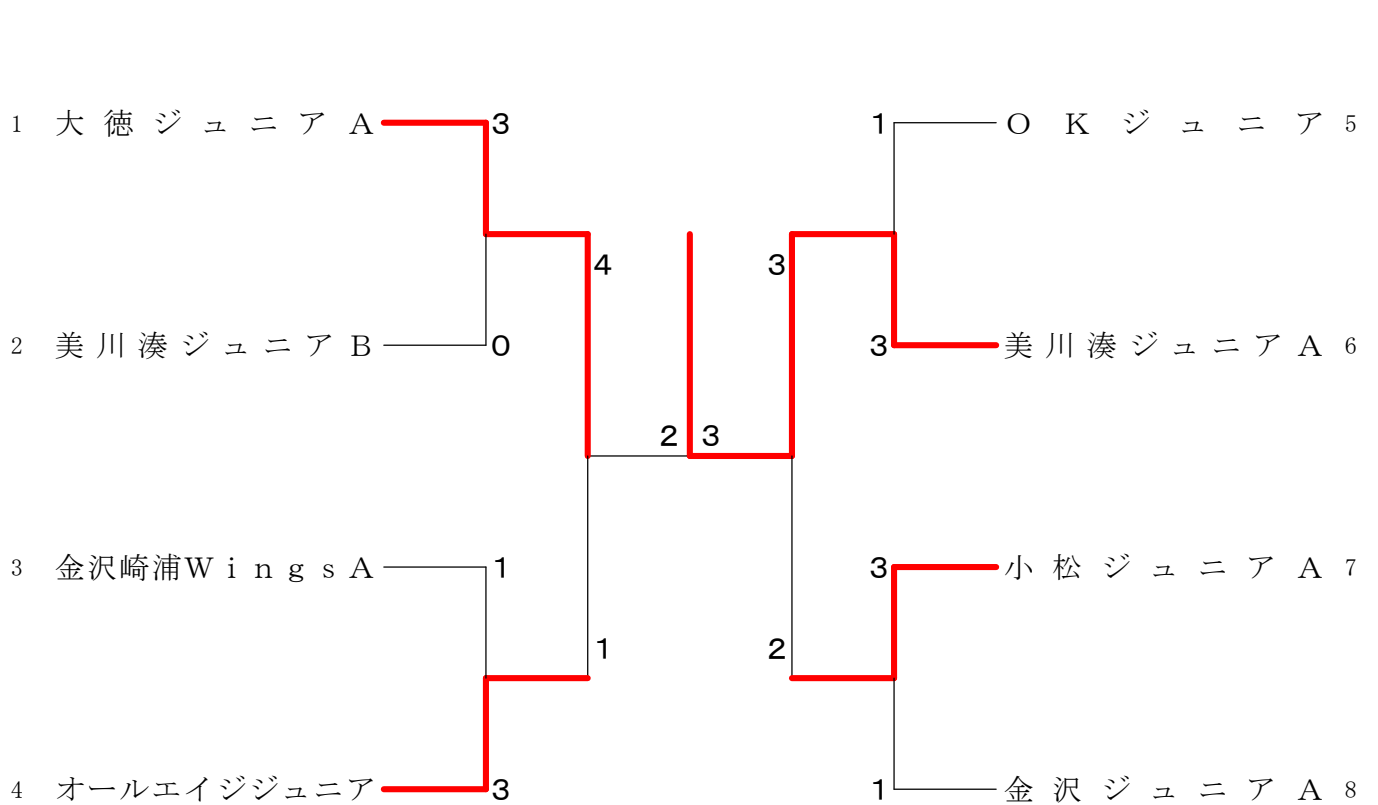 1 大徳ジュニアA 3
1 OKジュニア 5
4
3
2 美川湊ジュニアB 0
3 美川湊ジュニアA 6
2 3
3 金沢崎浦WingsA 1
3 小松ジュニアA 7
1
2
4 オールエイジジュニア 3
1 金沢ジュニアA 8